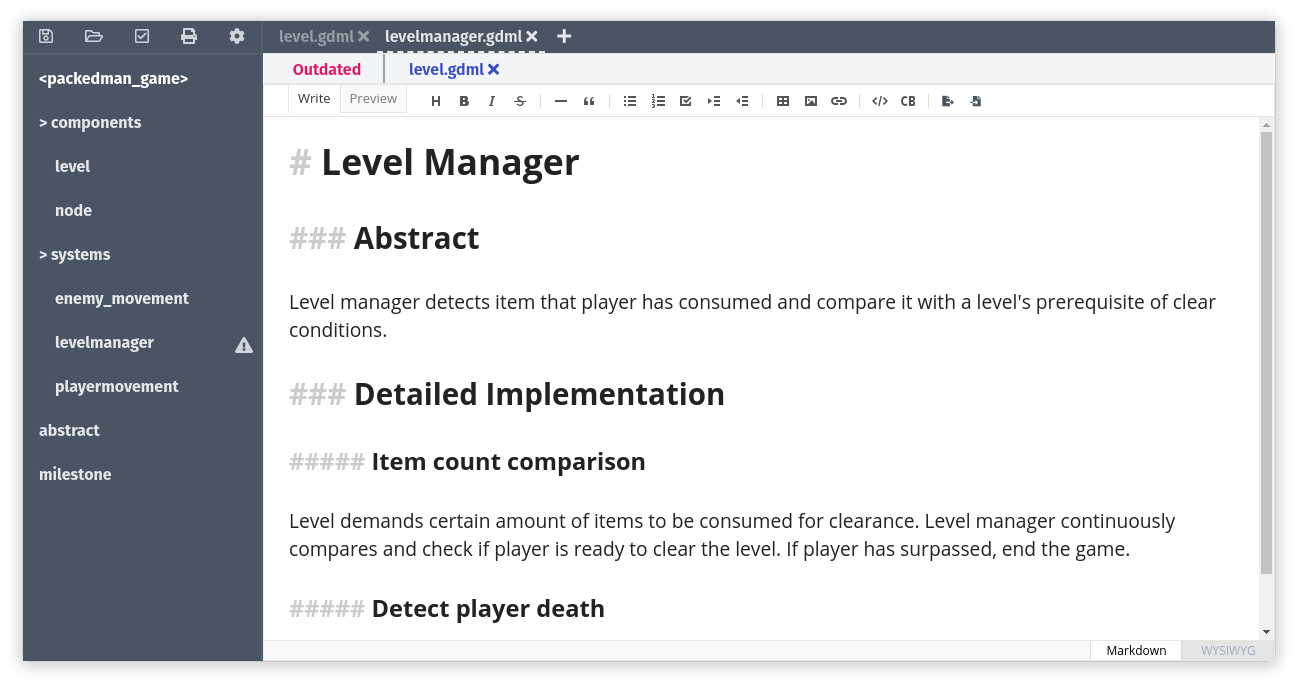 level.gdml
levelmanager.gdml
<packedman_game>
> components
level
node
> systems
enemy_movement
levelmanager
playermovement
abstract
milestone
Outdated
level.gdml
Write
Preview
H B I S
</> CB
# Level Manager
### Abstract
Level manager detects item that player has consumed and compare it with a level's prerequisite of clear
conditions.
### Detailed Implementation
##### Item count comparison
Level demands certain amount of items to be consumed for clearance. Level manager continuously
compares and check if player is ready to clear the level. If player has surpassed, end the game.
##### Detect player death
Markdown
WYSIWYG